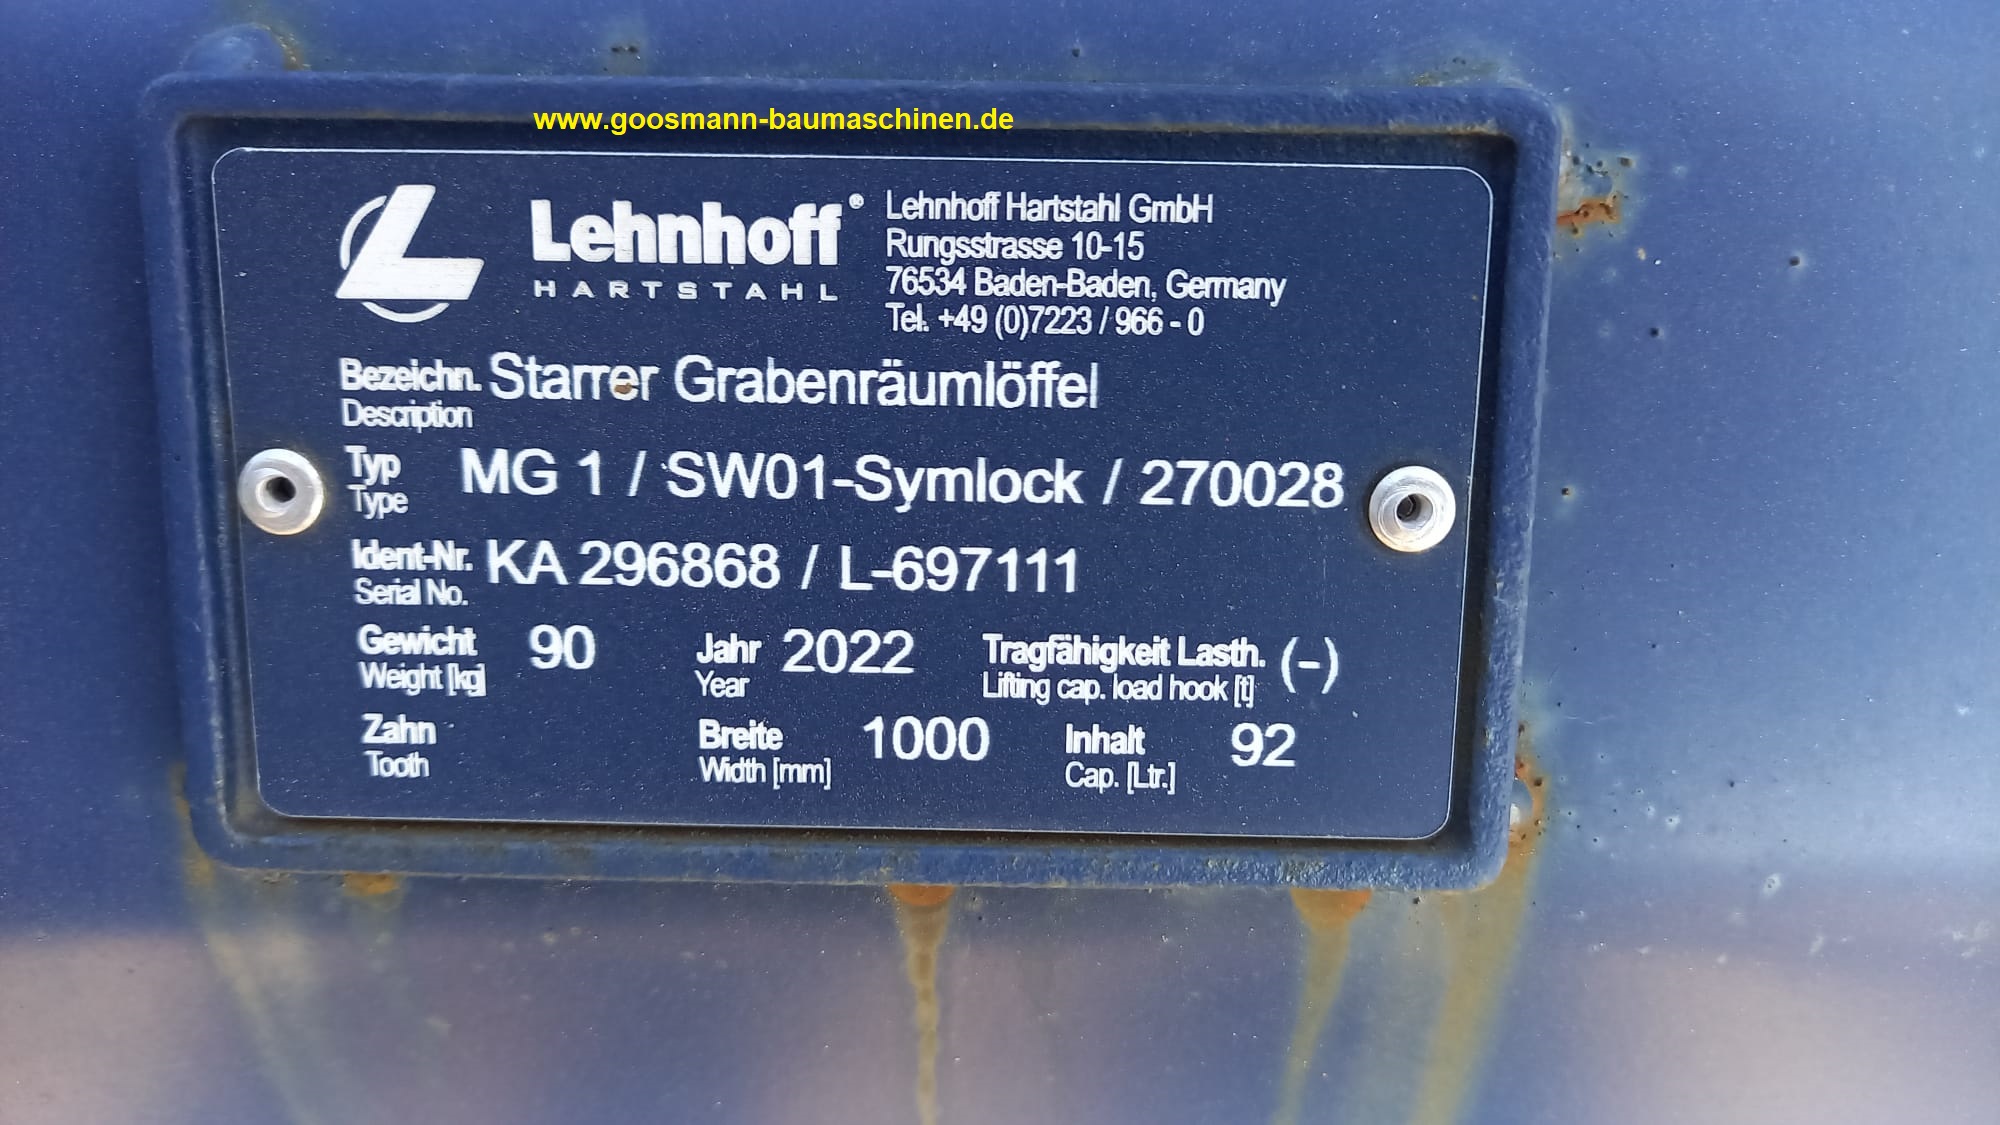 www.goosmann-baumaschinen.de
Lehnhoff®
HARTSTAHL
Lehnhoff Hartstahl GmbH
Rungsstrasse 10-15
76534 Baden-Baden, Germany
Tel. +49 (0)7223 / 966 - 0
Bezeichn. Starrer Grabenräumlöffel
Description
Typ MG 1 / SW01-Symlock / 270028
Type
Ident-Nr. KA 296868 / L-697111
Serial No.
Gewicht 90 Jahr 2022 Tragfähigkeit Lasth. (-)
Weight [kg] Year Lifting cap. load hook [t]
Zahn Breite 1000 Inhalt 92
Tooth Width [mm] Cap. [Ltr.]